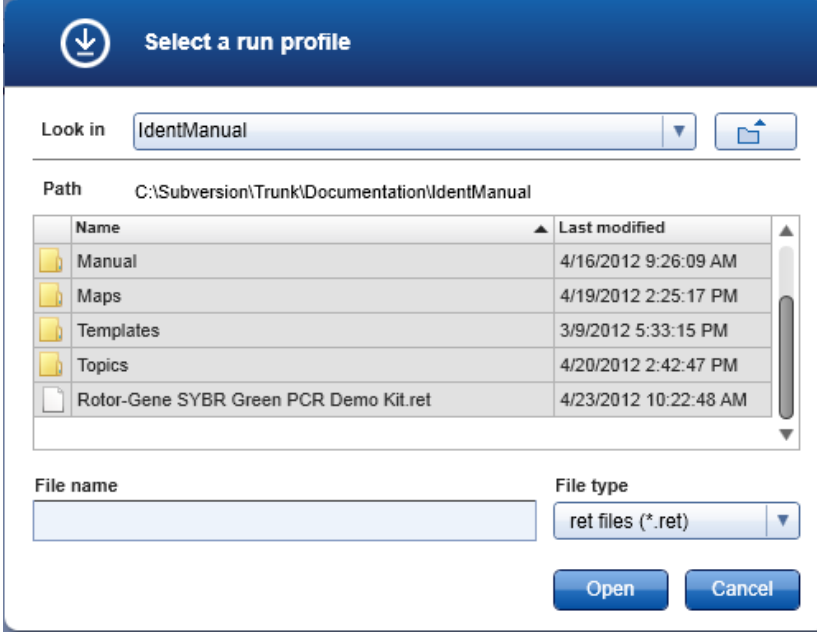 Select a run profile
Look in IdentManual
Path C:\Subversion\Trunk\Documentation\IdentManual
Name Last modified
Manual 4/16/2012 9:26:09 AM
Maps 4/19/2012 2:25:17 PM
Templates 3/9/2012 5:33:15 PM
Topics 4/20/2012 2:42:47 PM
Rotor-Gene SYBR Green PCR Demo Kit.ret 4/23/2012 10:22:48 AM
File name File type
ret files (*.ret)
Open Cancel